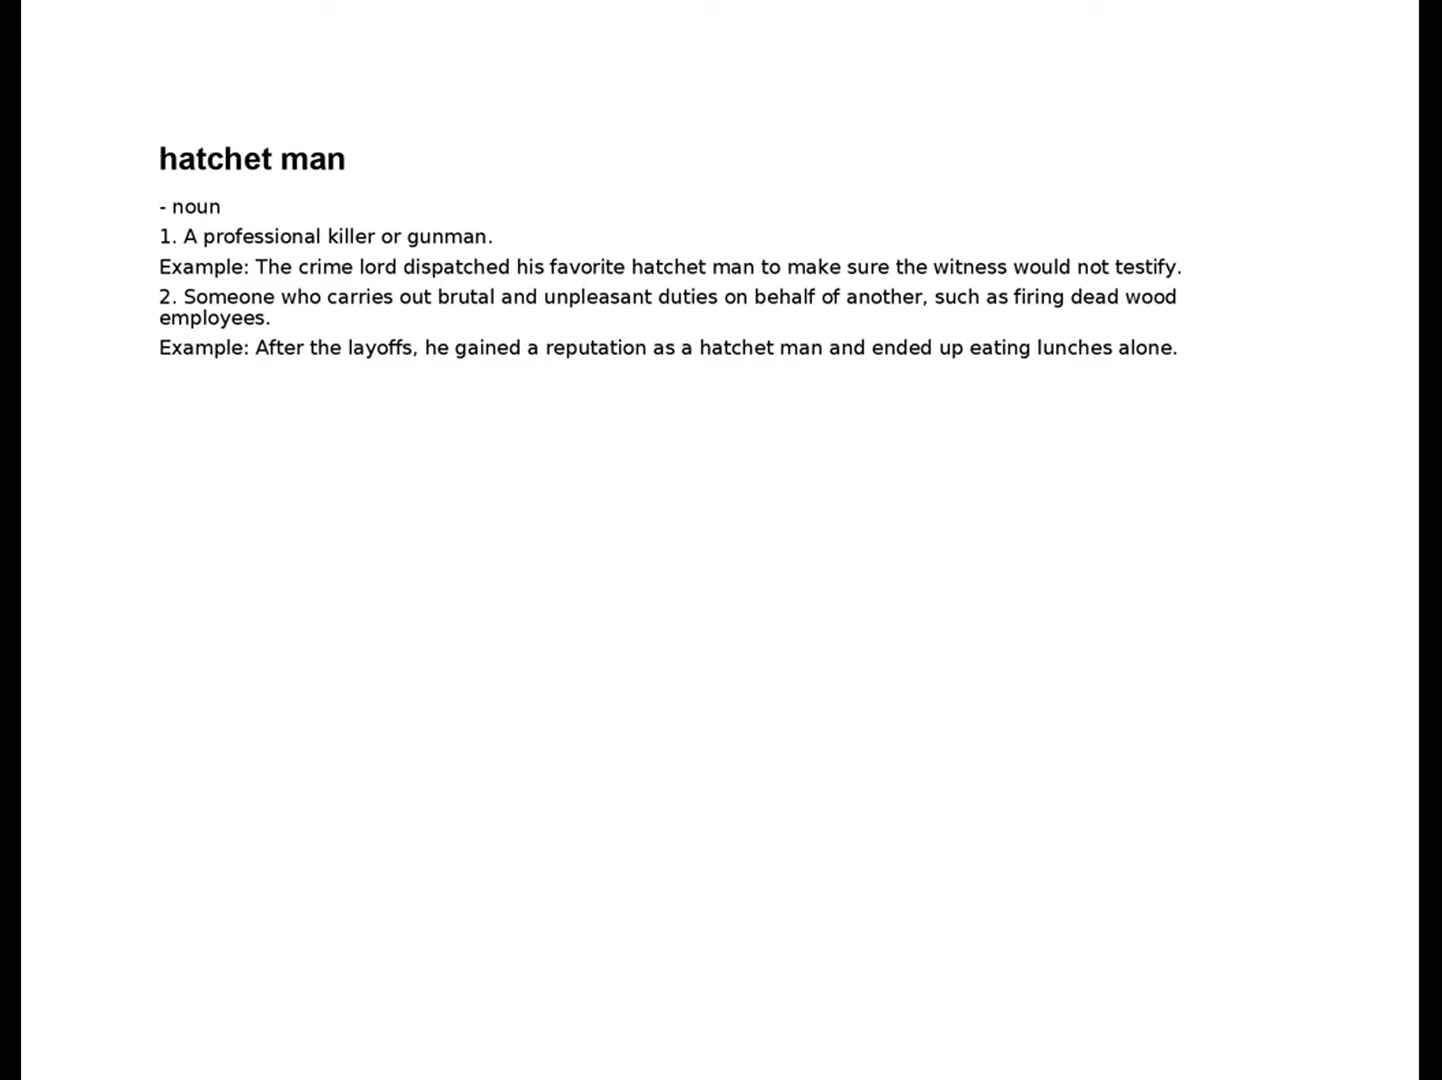 hatchet man
- noun
1. A professional killer or gunman.
Example: The crime lord dispatched his favorite hatchet man to make sure the witness would not testify.
2. Someone who carries out brutal and unpleasant duties on behalf of another, such as firing dead wood
employees.
Example: After the layoffs, he gained a reputation as a hatchet man and ended up eating lunches alone.